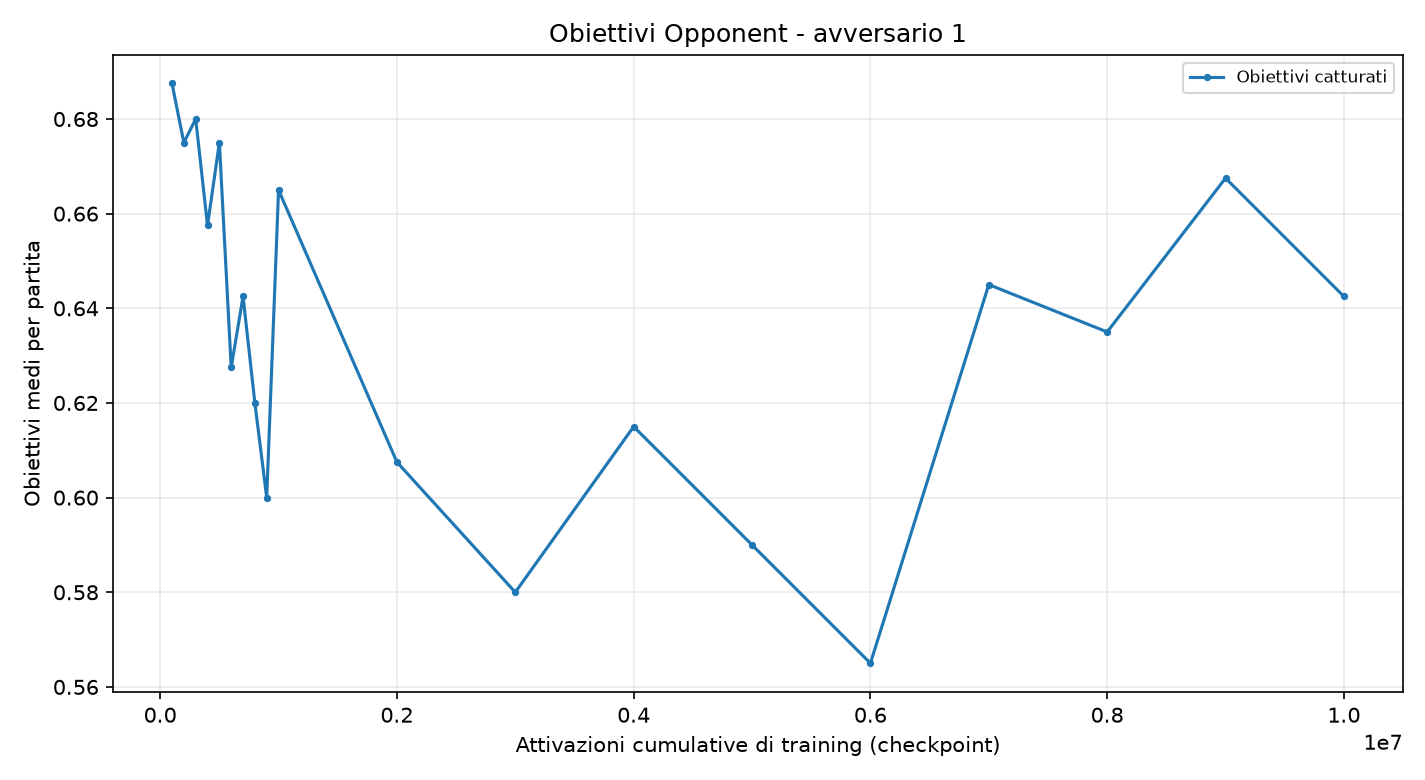 Obiettivi Opponent - avversario 1
Obiettivi catturati
Obiettivi medi per partita
0.68
0.66
0.64
0.62
0.60
0.58
0.56
0.0 0.2 0.4 0.6 0.8 1.0
1e7
Attivazioni cumulative di training (checkpoint)